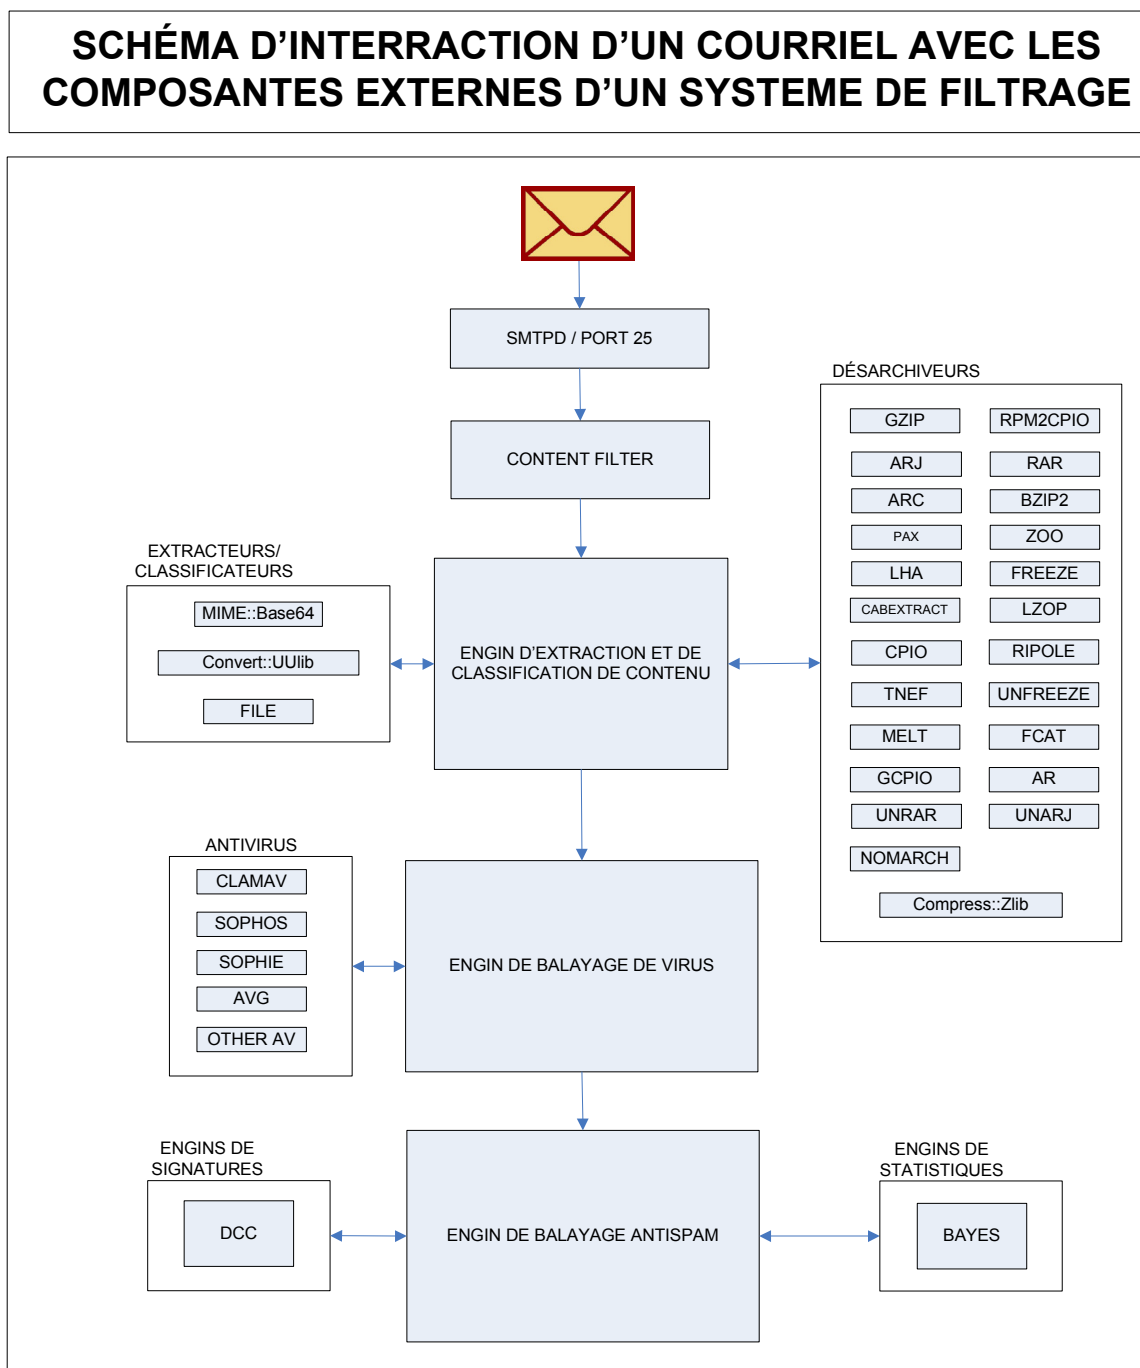 SCHÉMA D'INTERRACTION D'UN COURRIEL AVEC LES
COMPOSANTES EXTERNES D'UN SYSTEME DE FILTRAGE
SMTPD / PORT 25
CONTENT FILTER
EXTRACTEURS/
CLASSIFICATEURS
MIME::Base64
Convert::UUlib
FILE
ENGIN D'EXTRACTION ET DE
CLASSIFICATION DE CONTENU
DÉSARCHIVEURS
GZIP
RPM2CPIO
ARJ
RAR
ARC
BZIP2
PAX
ZOO
LHA
FREEZE
CABEXTRACT
LZOP
CPIO
RIPOLE
TNEF
UNFREEZE
MELT
FCAT
GCPIO
AR
UNRAR
UNARJ
NOMARCH
Compress::Zlib
ANTIVIRUS
CLAMAV
SOPHOS
SOPHIE
AVG
OTHER AV
ENGIN DE BALAYAGE DE VIRUS
ENGINS DE
SIGNATURES
DCC
ENGIN DE BALAYAGE ANTISPAM
ENGINS DE
STATISTIQUES
BAYES